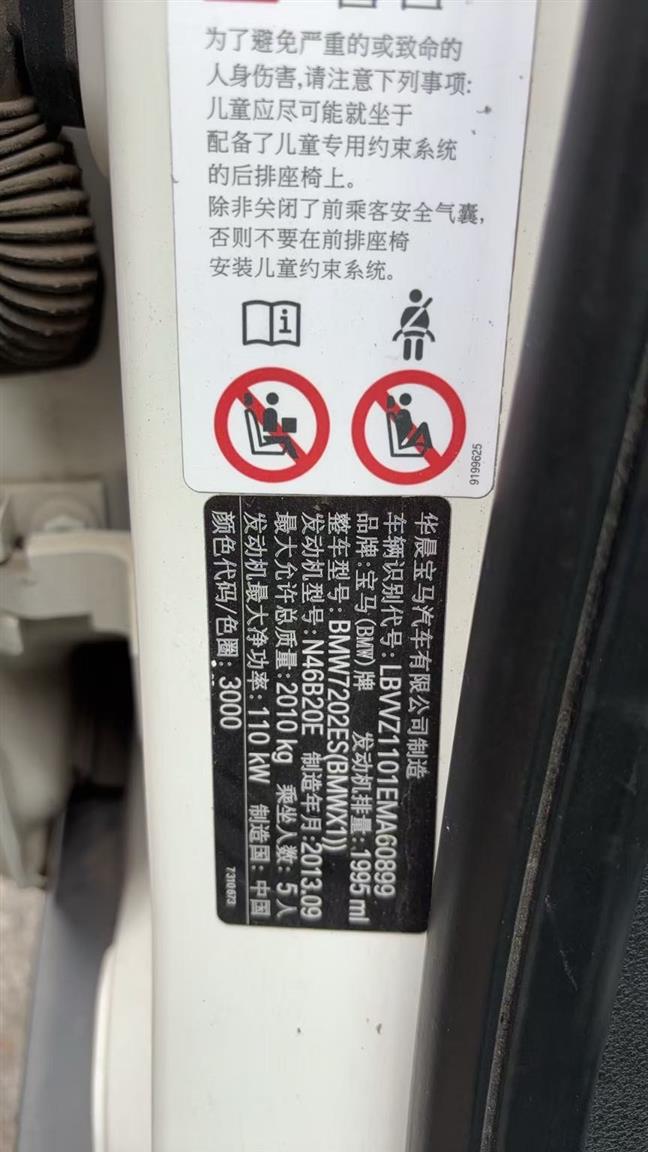 为了避免严重的或致命的
人身伤害,请注意下列事项:
儿童应尽可能就坐于
配备了儿童专用约束系统
的后排座椅上。
除非关闭了前乘客安全气囊,
否则不要在前排座椅
安装儿童约束系统。
9199625
华晨宝马汽车有限公司制造
车辆识别代号: LBVVZ1101EMA60899
品牌: 宝马(BMW)牌 发动机排量: 1995 ml
整车型号: BMW7202ES(BMWX1))
发动机型号: N46B20E 制造年月: 2013.09
最大允许总质量: 2010 kg 乘坐人数: 5人
发动机最大净功率: 110 kW 制造国: 中国
颜色代码/色圈: 3000
7310673